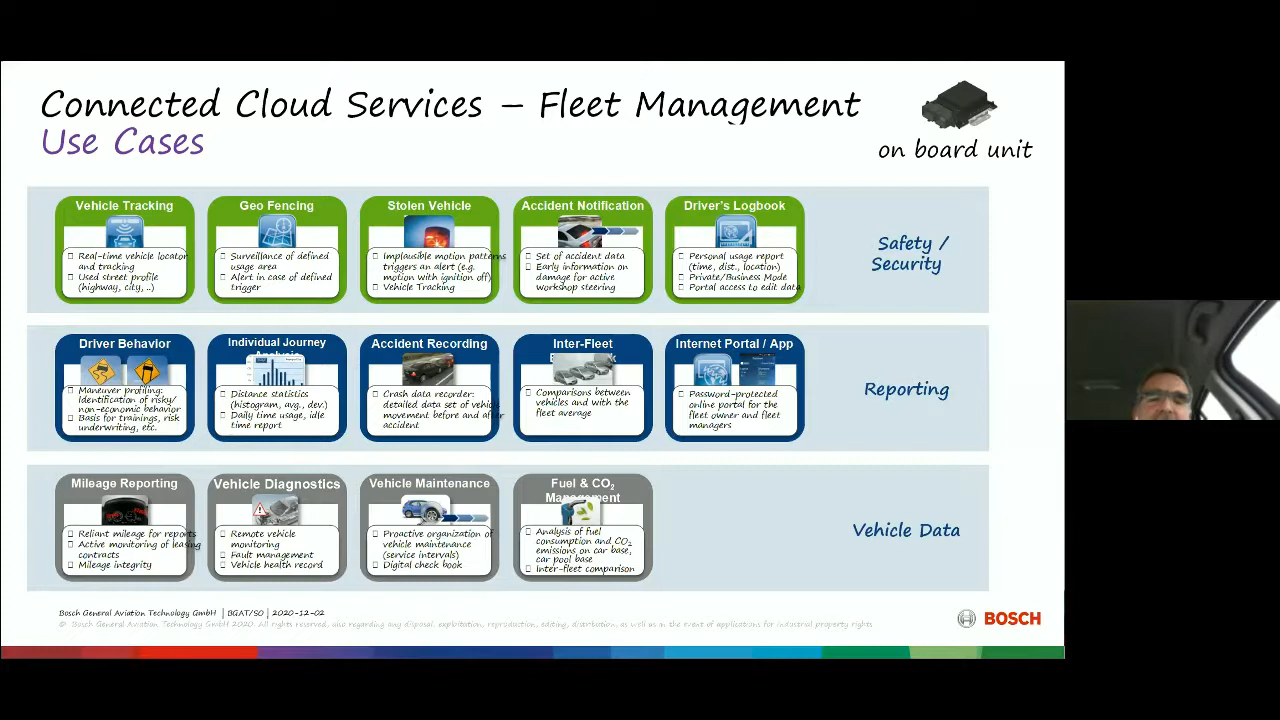 Connected Cloud Services – Fleet Management
Use Cases
on board unit
Vehicle Tracking
Real-time vehicle locator
and tracking
Used street profile
(highway, city, ..)
Geo Fencing
Surveillance of defined
usage area
Alert in case of defined
trigger
Stolen Vehicle
Implausible motion patterns
triggers an alert (e.g.
motion with ignition off)
Vehicle Tracking
Accident Notification
Set of accident data
Early information on
damage for active
workshop steering
Driver's Logbook
Personal usage report
(time, dist., location)
Private/Business Mode
Portal access to edit data
Safety /
Security
Driver Behavior
Maneuver profiling:
Identification of risky/
non-economic behavior
Basis for trainings, risk
underwriting, etc.
Individual Journey
Distance statistics
(histogram, avg., dev.)
Daily time usage, idle
time report
Accident Recording
Crash data recorder:
detailed data set of vehicle
movement before and after
accident
Inter-Fleet
Comparisons between
vehicles and with the
fleet average
Internet Portal / App
Password-protected
online portal for the
fleet owner and fleet
managers
Reporting
Mileage Reporting
Reliant mileage for reports
Active monitoring of leasing
contracts
Mileage integrity
Vehicle Diagnostics
Remote vehicle
monitoring
Fault management
Vehicle health record
Vehicle Maintenance
Proactive organization of
vehicle maintenance
(service intervals)
Digital check book
Fuel & CO₂
Management
Analysis of fuel
consumption and CO₂
emissions on car base,
car pool base
Inter-fleet comparison
Vehicle Data
Bosch General Aviation Technology GmbH | BGAT/SO | 2020-12-02
© Bosch General Aviation Technology GmbH 2020. All rights reserved, also regarding any disposal, exploitation, reproduction, editing, distribution, as well as in the event of applications for industrial property rights
BOSCH